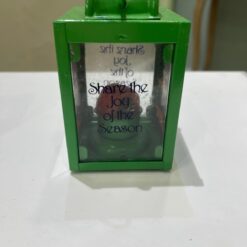 Share the
Joy
of the
Season